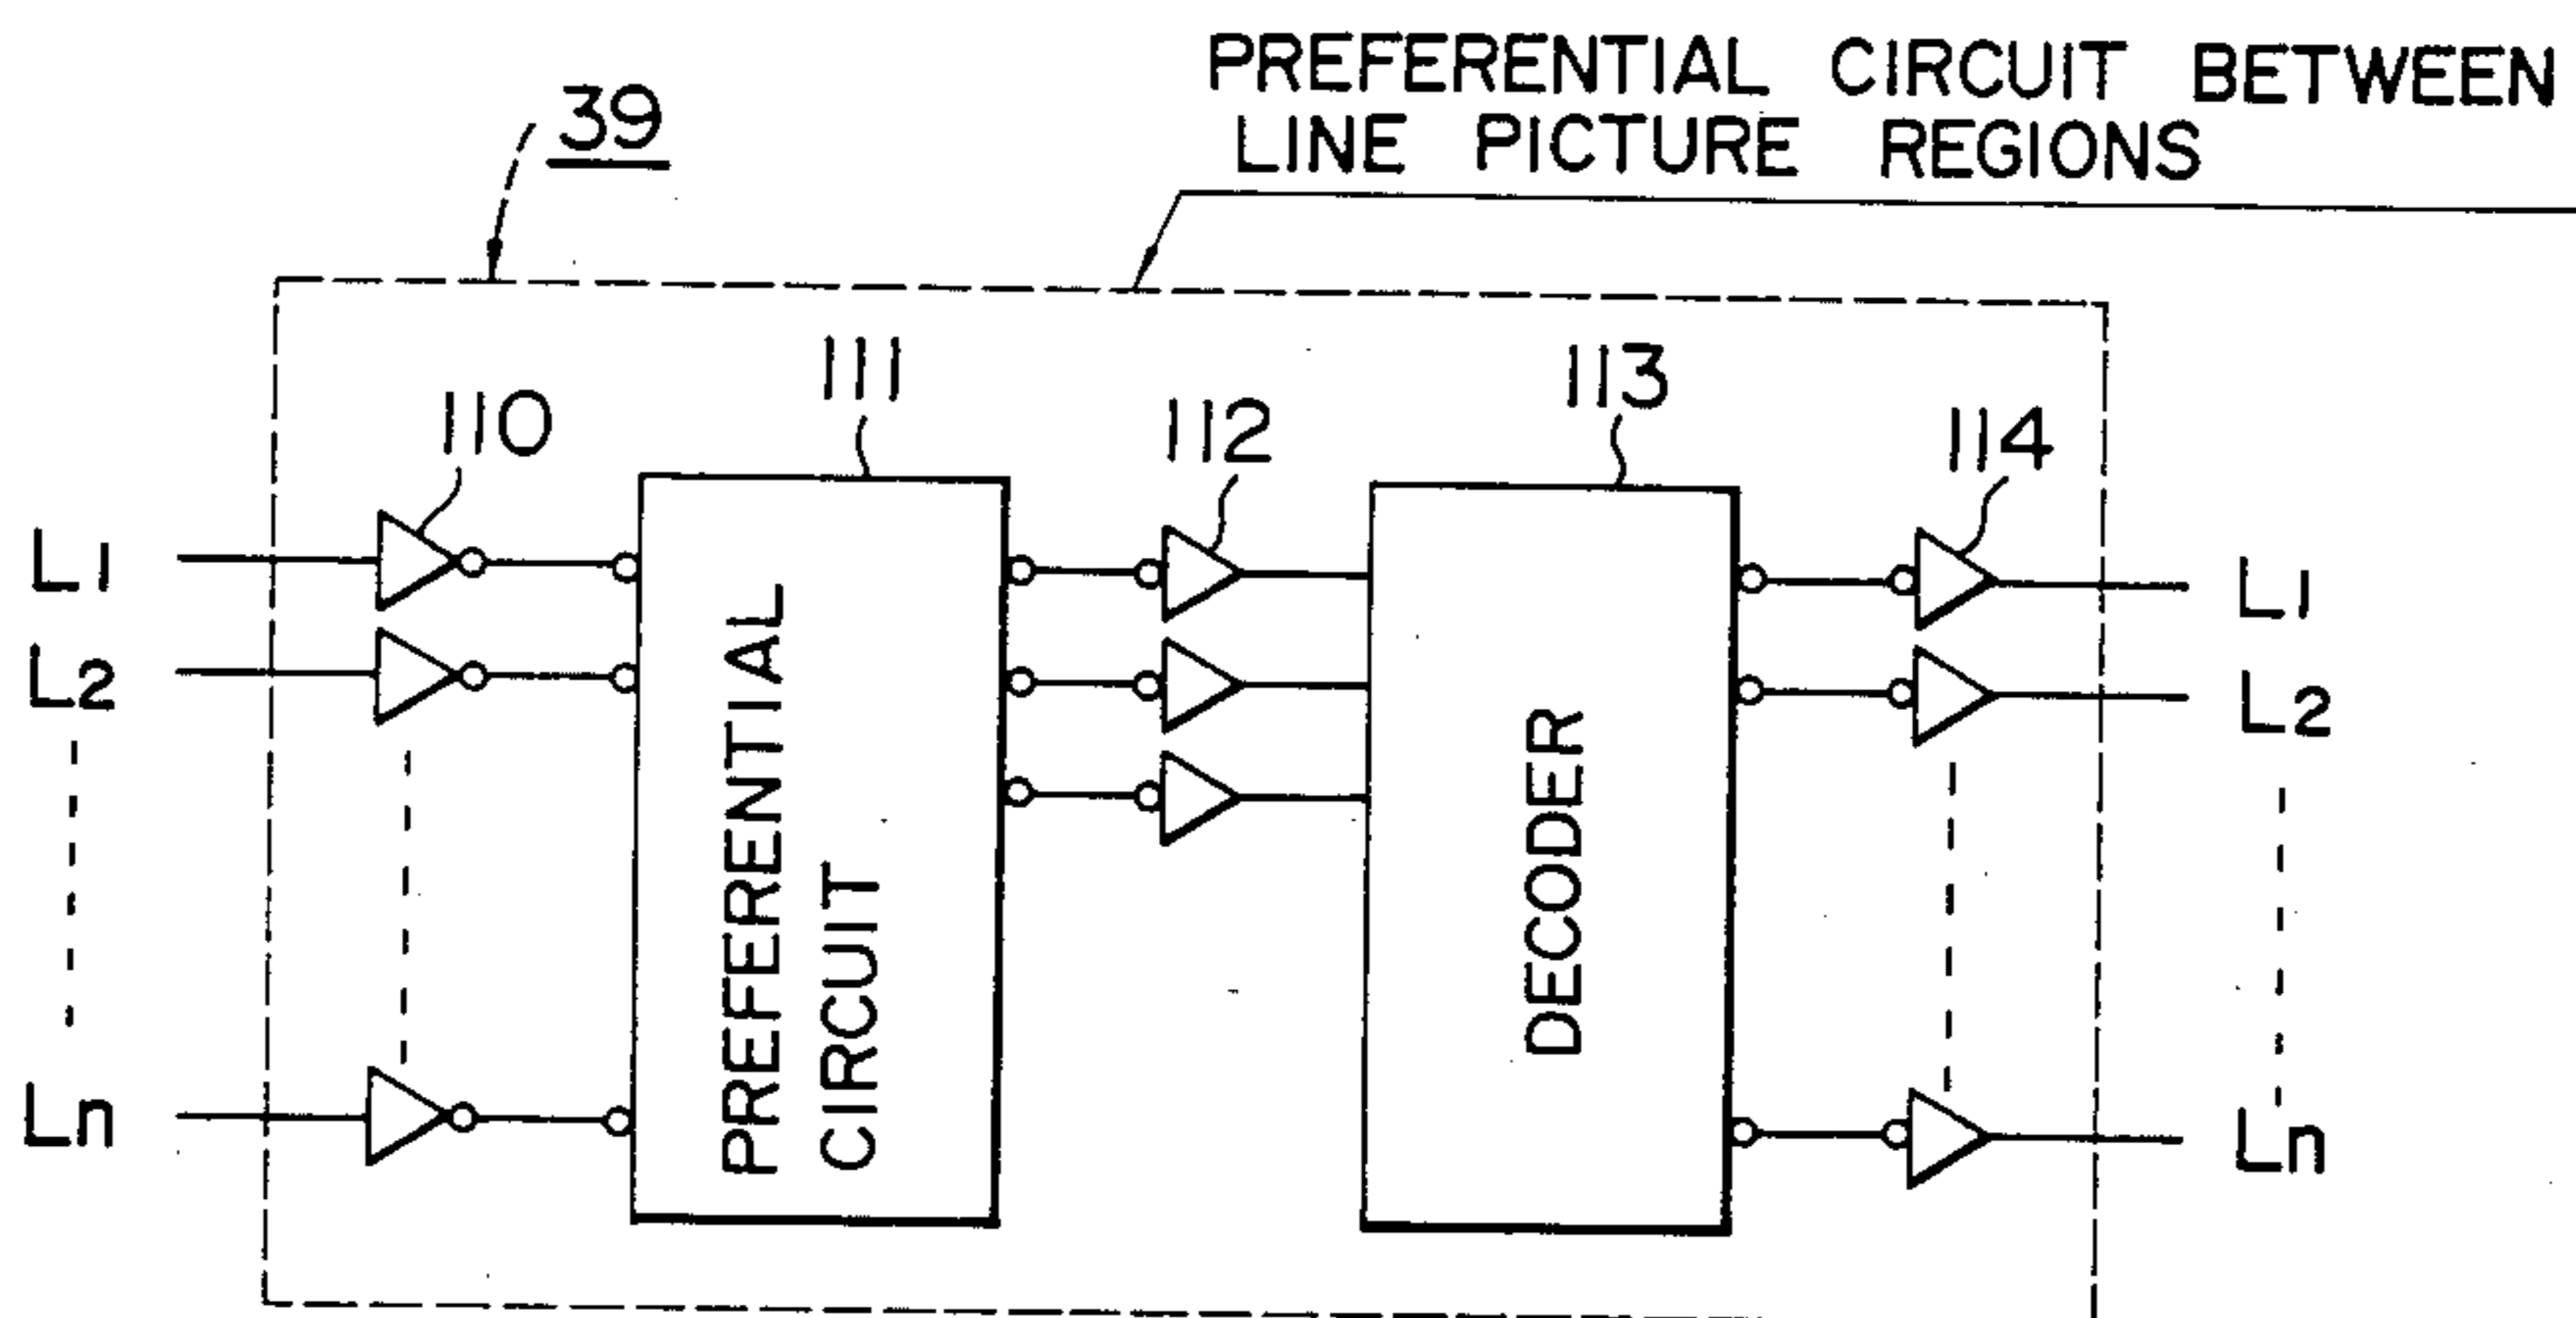 PREFERENTIAL CIRCUIT BETWEEN
LINE PICTURE REGIONS
39
110
111
112
113
114
L1
L2
Ln
PREFERENTIAL
CIRCUIT
DECODER
L1
L2
Ln